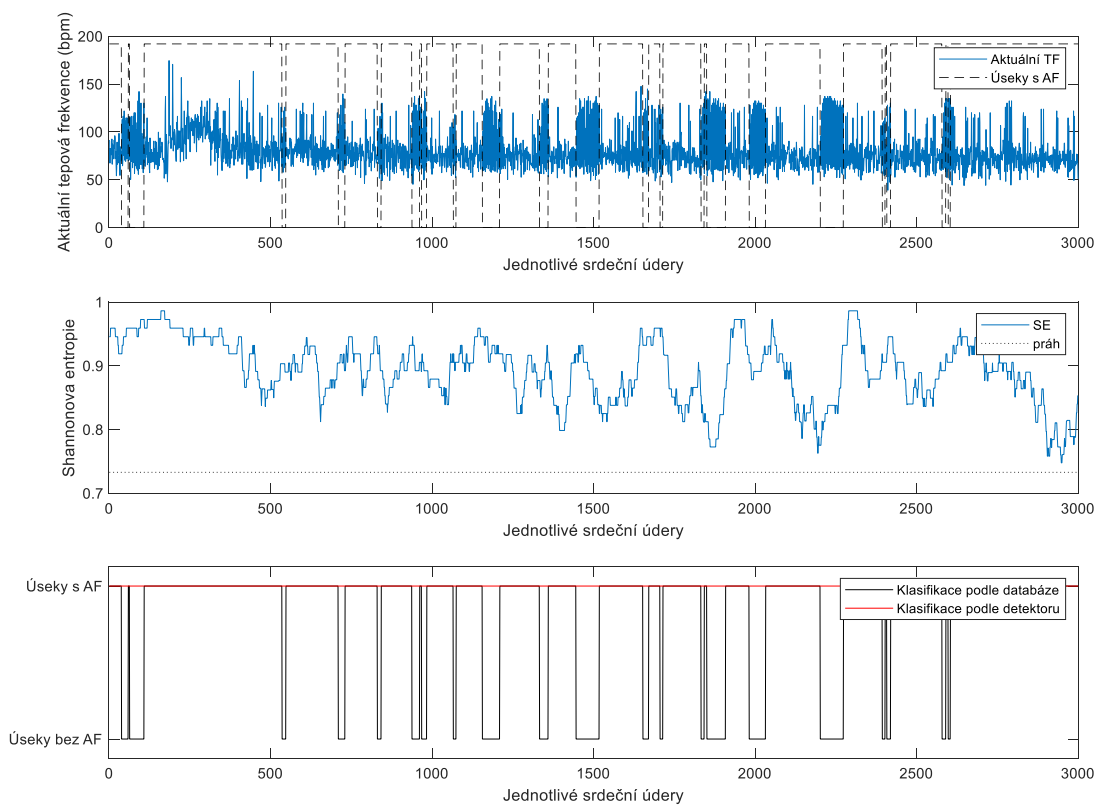 Aktuální tepová frekvence (bpm)
200
150
100
50
0
Aktuální TF
Úseky s AF
0
500
1000
1500
2000
2500
3000
Jednotlivé srdeční údery
Shannonova entropie
1
0.9
0.8
0.7
SE
práh
0
500
1000
1500
2000
2500
3000
Jednotlivé srdeční údery
Úseky s AF
Úseky bez AF
Klasifikace podle databáze
Klasifikace podle detektoru
0
500
1000
1500
2000
2500
3000
Jednotlivé srdeční údery